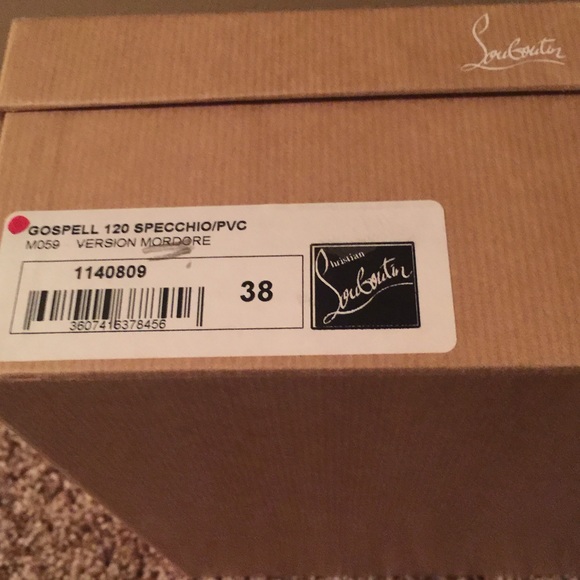 Louboutin
GOSPELL 120 SPECCHIO/PVC
M059 VERSION MORDORE
1140809
38
3607416378456
Christian
Louboutin